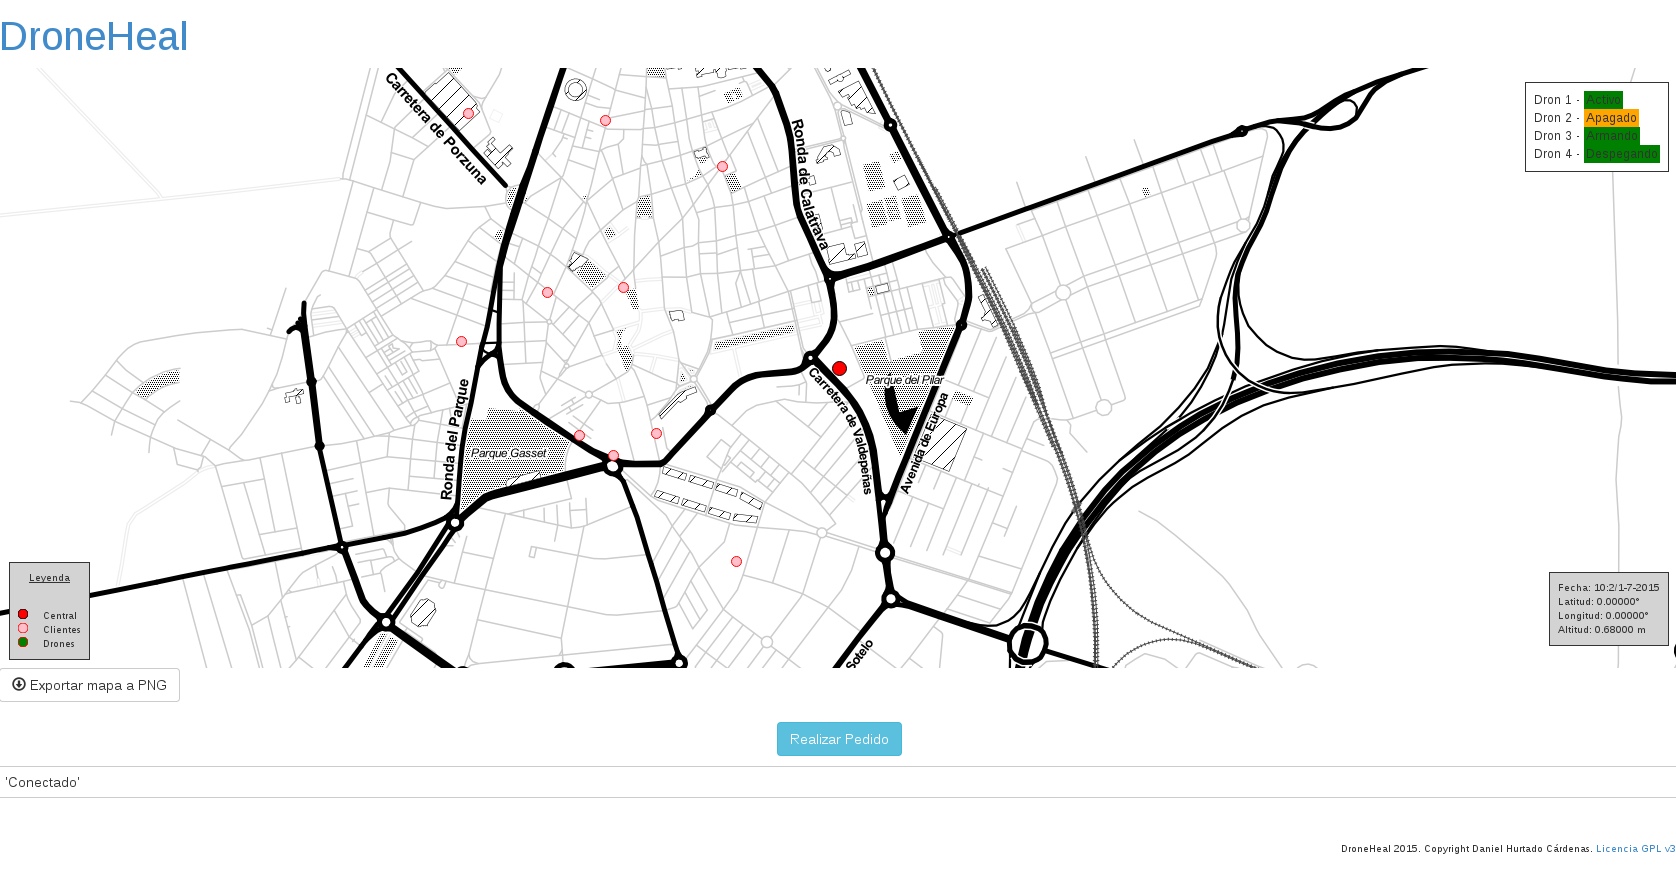 DroneHeal
Carretera de Porzuna
Ronda de Calatrava
Dron 1 - Activo
Dron 2 - Apagado
Dron 3 - Armando
Dron 4 - Despegando
Parque del Pilar
Carretera de Valdepeñas
Avenida de Europa
Ronda del Parque
Parque Gasset
Sotelo
Leyenda
Central
Clientes
Drones
Fecha: 10:2/1-7-2015
Latitud: 0.00000°
Longitud: 0.00000°
Altitud: 0.68000 m
Exportar mapa a PNG
Realizar Pedido
'Conectado'
DroneHeal 2015. Copyright Daniel Hurtado Cárdenas. Licencia GPL v3